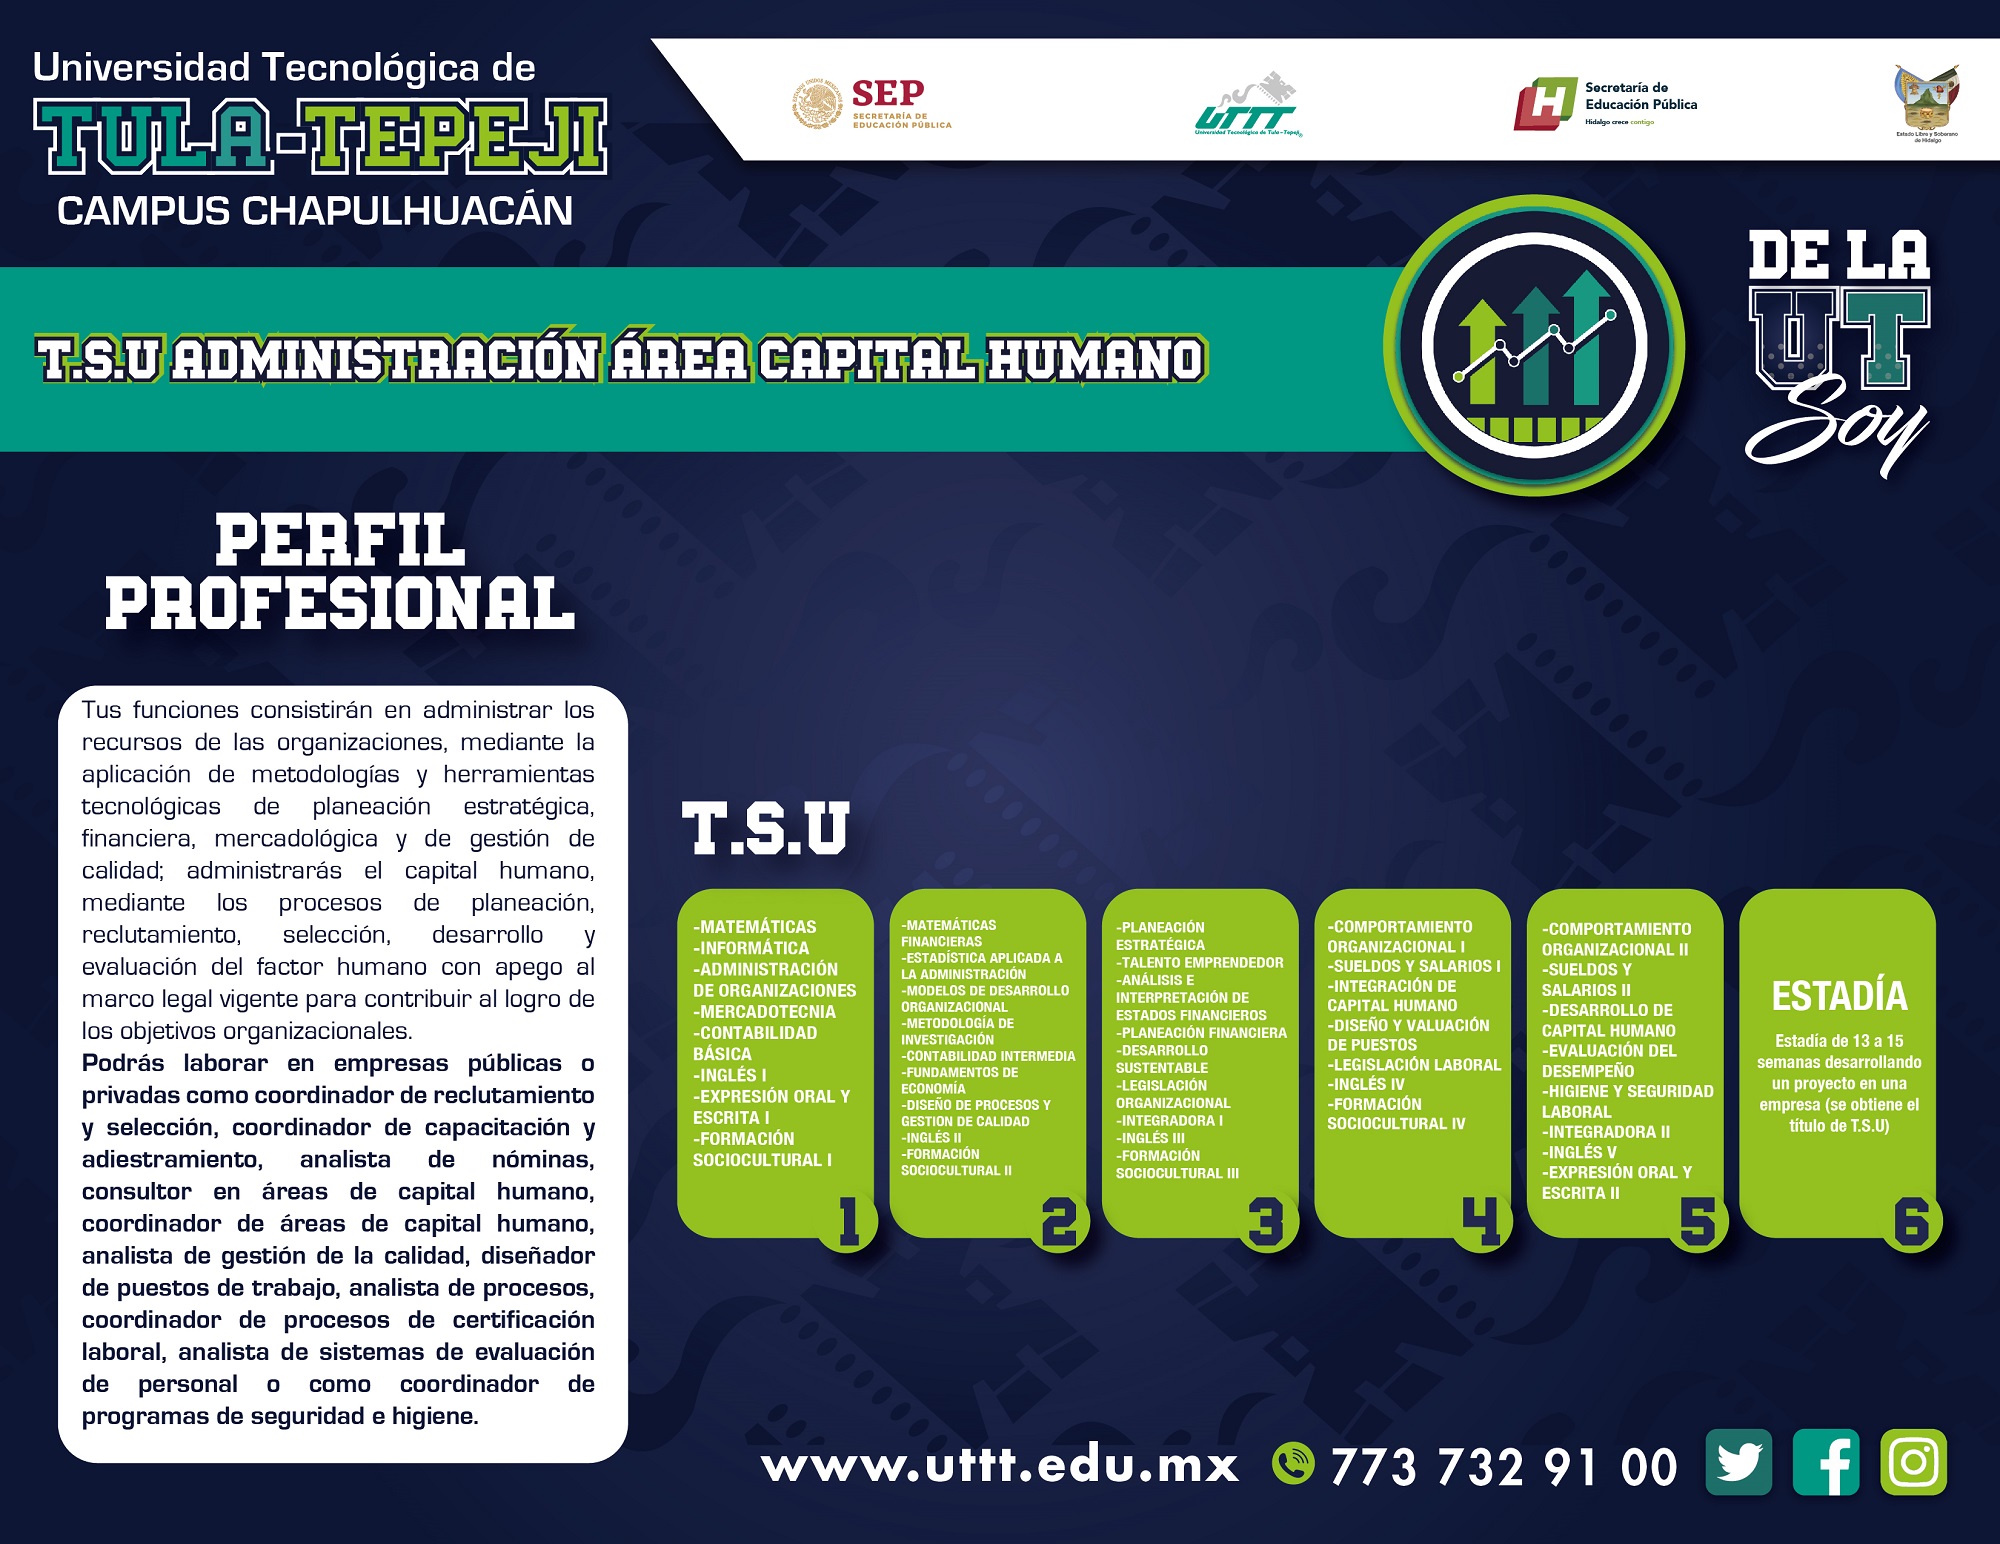 Universidad Tecnológica de
TULA-TEPEJI
CAMPUS CHAPULHUACÁN
SEP
SECRETARÍA DE
EDUCACIÓN PÚBLICA
UTTT
Universidad Tecnológica de Tula-Tepeji
H
Secretaría de
Educación Pública
Hidalgo crece contigo
Estado Libre y Soberano
de Hidalgo
T.S.U ADMINISTRACIÓN ÁREA CAPITAL HUMANO
DE LA
UT
Soy
PERFIL
PROFESIONAL
Tus funciones consistirán en administrar los
recursos de las organizaciones, mediante la
aplicación de metodologías y herramientas
tecnológicas de planeación estratégica,
financiera, mercadológica y de gestión de
calidad; administrarás el capital humano,
mediante los procesos de planeación,
reclutamiento, selección, desarrollo y
evaluación del factor humano con apego al
marco legal vigente para contribuir al logro de
los objetivos organizacionales.
Podrás laborar en empresas públicas o
privadas como coordinador de reclutamiento
y selección, coordinador de capacitación y
adiestramiento, analista de nóminas,
consultor en áreas de capital humano,
coordinador de áreas de capital humano,
analista de gestión de la calidad, diseñador
de puestos de trabajo, analista de procesos,
coordinador de procesos de certificación
laboral, analista de sistemas de evaluación
de personal o como coordinador de
programas de seguridad e higiene.
T.S.U
-MATEMÁTICAS
-INFORMÁTICA
-ADMINISTRACIÓN
DE ORGANIZACIONES
-MERCADOTECNIA
-CONTABILIDAD
BÁSICA
-INGLÉS I
-EXPRESIÓN ORAL Y
ESCRITA I
-FORMACIÓN
SOCIOCULTURAL I
1
-MATEMÁTICAS
FINANCIERAS
-ESTADÍSTICA APLICADA A
LA ADMINISTRACIÓN
-MODELOS DE DESARROLLO
ORGANIZACIONAL
-METODOLOGÍA DE
INVESTIGACIÓN
-CONTABILIDAD INTERMEDIA
-FUNDAMENTOS DE
ECONOMÍA
-DISEÑO DE PROCESOS Y
GESTION DE CALIDAD
-INGLÉS II
-FORMACIÓN
SOCIOCULTURAL II
2
-PLANEACIÓN
ESTRATÉGICA
-TALENTO EMPRENDEDOR
-ANÁLISIS E
INTERPRETACIÓN DE
ESTADOS FINANCIEROS
-PLANEACIÓN FINANCIERA
-DESARROLLO
SUSTENTABLE
-LEGISLACIÓN
ORGANIZACIONAL
-INTEGRADORA I
-INGLÉS III
-FORMACIÓN
SOCIOCULTURAL III
3
-COMPORTAMIENTO
ORGANIZACIONAL I
-SUELDOS Y SALARIOS I
-INTEGRACIÓN DE
CAPITAL HUMANO
-DISEÑO Y VALUACIÓN
DE PUESTOS
-LEGISLACIÓN LABORAL
-INGLÉS IV
-FORMACIÓN
SOCIOCULTURAL IV
4
-COMPORTAMIENTO
ORGANIZACIONAL II
-SUELDOS Y
SALARIOS II
-DESARROLLO DE
CAPITAL HUMANO
-EVALUACIÓN DEL
DESEMPEÑO
-HIGIENE Y SEGURIDAD
LABORAL
-INTEGRADORA II
-INGLÉS V
-EXPRESIÓN ORAL Y
ESCRITA II
5
ESTADÍA
Estadía de 13 a 15
semanas desarrollando
un proyecto en una
empresa (se obtiene el
título de T.S.U)
6
www.uttt.edu.mx
773 732 91 00